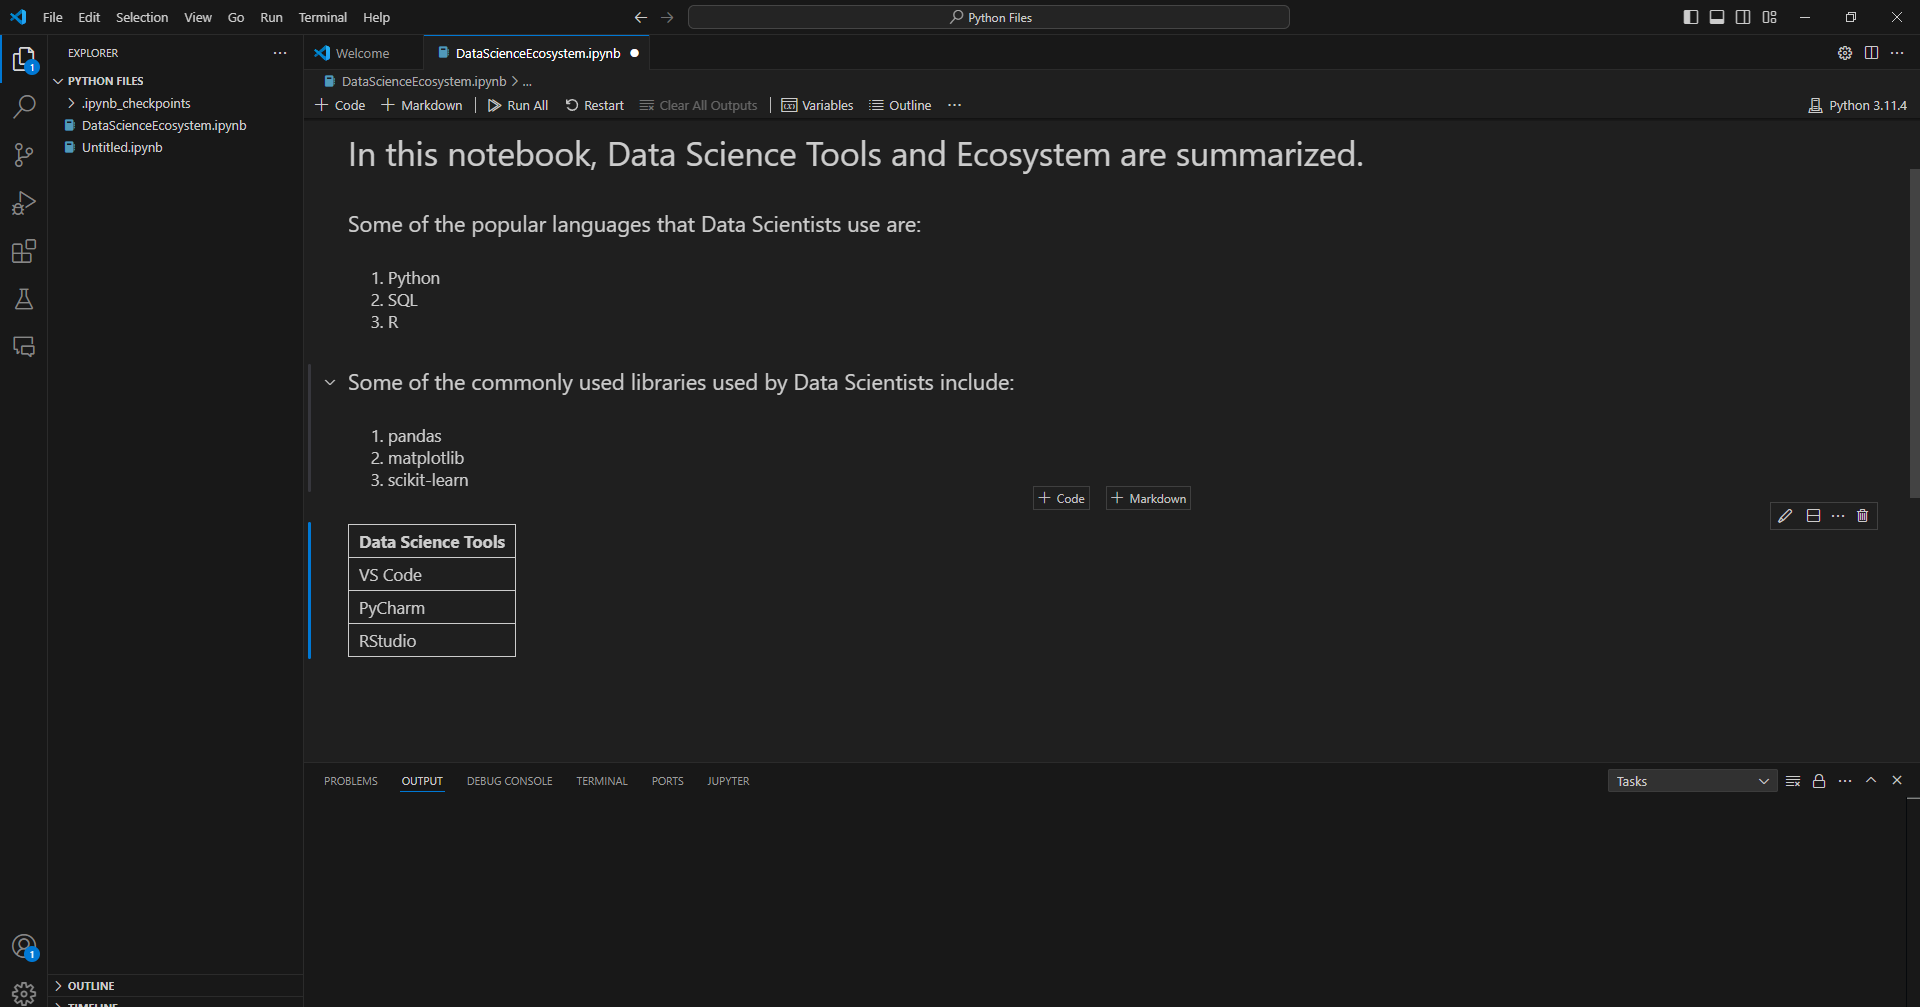 File Edit Selection View Go Run Terminal Help
Python Files
EXPLORER
PYTHON FILES
.ipynb_checkpoints
DataScienceEcosystem.ipynb
Untitled.ipynb
Welcome
DataScienceEcosystem.ipynb
DataScienceEcosystem.ipynb > ...
+ Code + Markdown Run All Restart Clear All Outputs Variables Outline ...
Python 3.11.4
In this notebook, Data Science Tools and Ecosystem are summarized.
Some of the popular languages that Data Scientists use are:
1. Python
2. SQL
3. R
Some of the commonly used libraries used by Data Scientists include:
1. pandas
2. matplotlib
3. scikit-learn
+ Code + Markdown
Data Science Tools
VS Code
PyCharm
RStudio
PROBLEMS OUTPUT DEBUG CONSOLE TERMINAL PORTS JUPYTER
Tasks
1
1
OUTLINE
TIMELINE